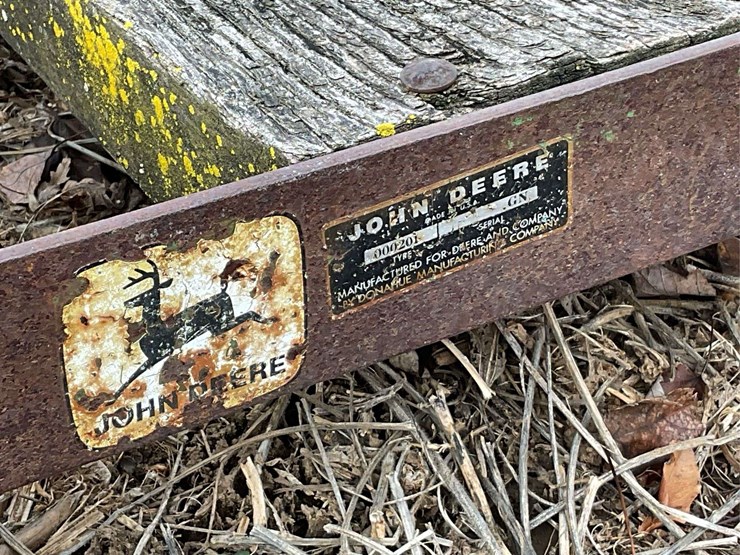 JOHN DEERE
JOHN DEERE
MADE IN U.S.A.
000201 GN
TYPE SERIAL
MANUFACTURED FOR DEERE AND COMPANY
BY DONAHUE MANUFACTURING COMPANY